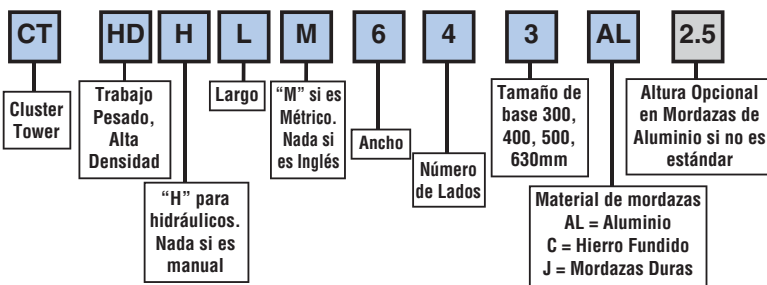 CT HD H L M 6 4 3 AL 2.5
Cluster
Tower
Trabajo
Pesado,
Alta
Densidad
"H" para
hidráulicos.
Nada si es
manual
Largo
"M" si es
Métrico.
Nada si
es Inglés
Ancho
Número
de Lados
Tamaño de
base 300,
400, 500,
630mm
Material de mordazas
AL = Aluminio
C = Hierro Fundido
J = Mordazas Duras
Altura Opcional
en Mordazas de
Aluminio si no es
estándar